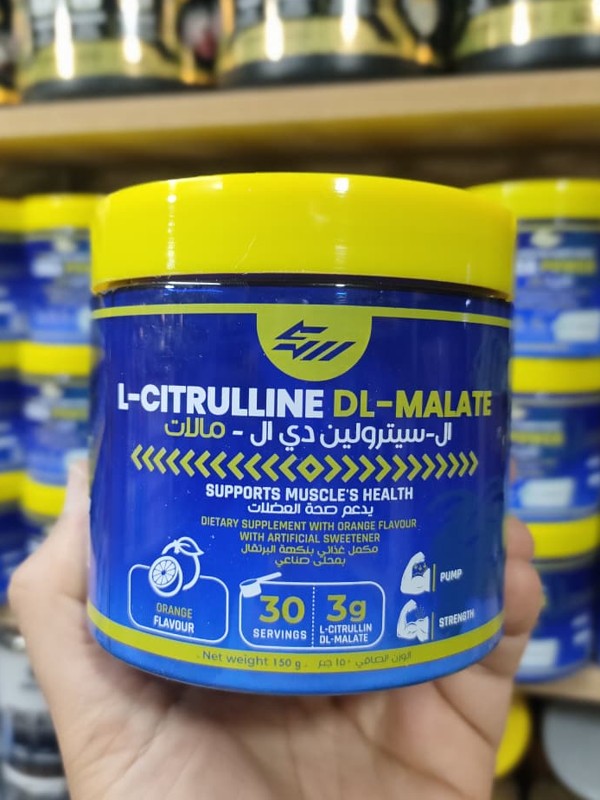 L-CITRULLINE DL-MALATE
ال-سيترولين دي ال - مالات
SUPPORTS MUSCLE'S HEALTH
يدعم صحة العضلات
DIETARY SUPPLEMENT WITH ORANGE FLAVOUR
WITH ARTIFICIAL SWEETENER
مكمل غذائي بنكهة البرتقال
بمحلى صناعي
ORANGE
FLAVOUR
30
SERVINGS
3g
L-CITRULLIN
DL-MALATE
PUMP
STRENGTH
Net weight 150 g . الوزن الصافي ١٥٠ جم